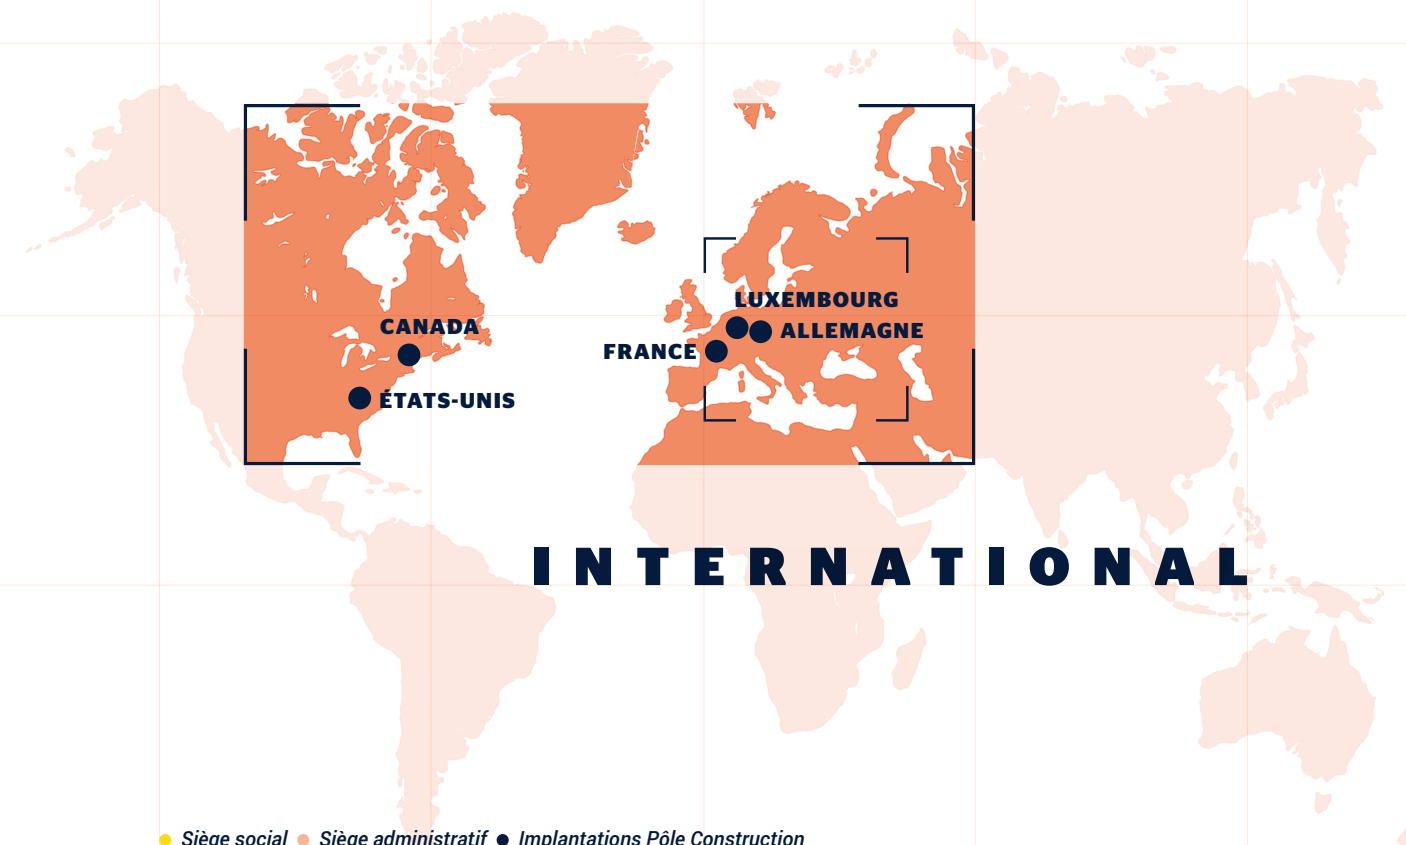 LUXEMBOURG
CANADA
ALLEMAGNE
FRANCE
ÉTATS-UNIS
INTERNATIONAL
Siège social Siège administratif Implantations Pôle Construction